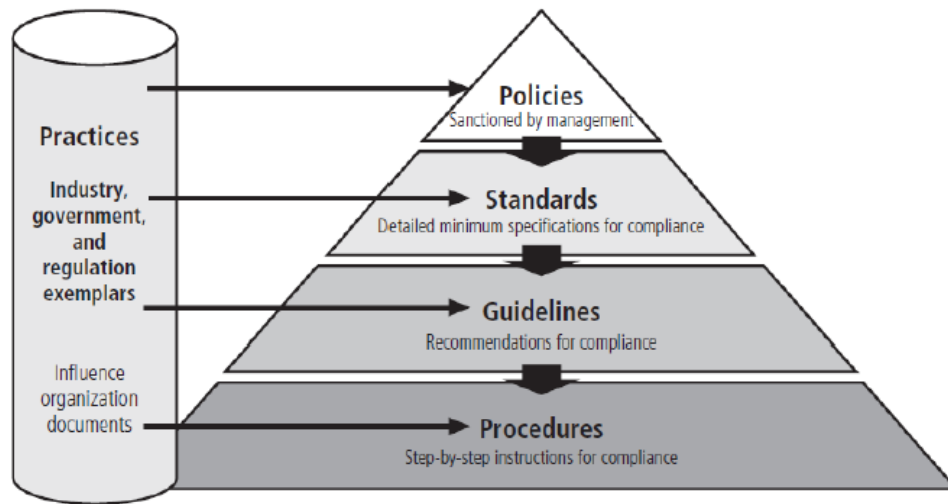 Practices
Industry,
government,
and
regulation
exemplars
Influence
organization
documents
Policies
Sanctioned by management
Standards
Detailed minimum specifications for compliance
Guidelines
Recommendations for compliance
Procedures
Step-by-step instructions for compliance